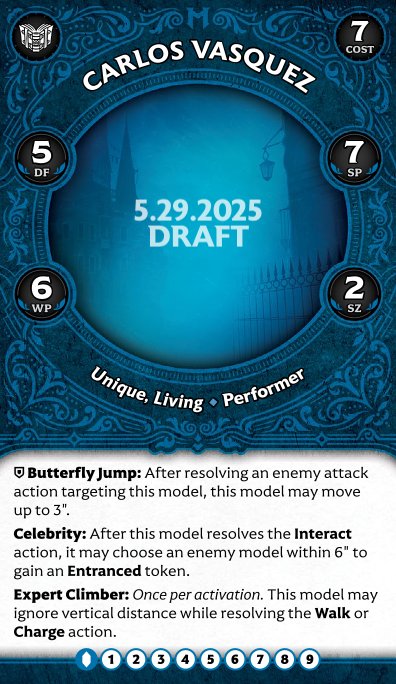 CARLOS VASQUEZ
7
COST
5
DF
7
SP
5.29.2025
DRAFT
6
WP
2
SZ
Unique, Living ◆ Performer
Butterfly Jump: After resolving an enemy attack
action targeting this model, this model may move
up to 3".
Celebrity: After this model resolves the Interact
action, it may choose an enemy model within 6" to
gain an Entranced token.
Expert Climber: Once per activation. This model may
ignore vertical distance while resolving the Walk or
Charge action.
1 2 3 4 5 6 7 8 9